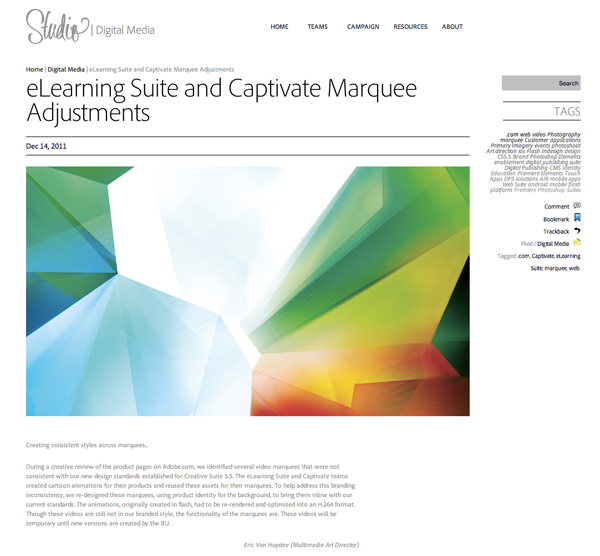 Studio | Digital Media
HOME TEAMS CAMPAIGN RESOURCES ABOUT
Home | Digital Media | eLearning Suite and Captivate Marquee Adjustments
eLearning Suite and Captivate Marquee
Adjustments
Dec 14, 2011
Creating consistent styles across marquees..
During a creative review of the product pages on Adobe.com, we identified several video marquees that were not
consistent with our new design standards established for Creative Suite 5.5. The eLearning Suite and Captivate teams
created cartoon animations for their products and reused these assets for their marquees. To help address this branding
inconsistency, we re-designed these marquees, using product identity for the background, to bring them inline with our
current standards. The animations, originally created in flash, had to be re-rendered and optimized into an H.264 format.
Though these videos are still not in our branded style, the functionality of the marquees are. These videos will be
temporary until new versions are created by the BU.
Eric Van Huystee (Multimedia Art Director)
Search
TAGS
.com web video Photography
marquee Customer applications
Primary Imagery events photoshoot
Art direction ios Flash Indesign design
CS5.5 Brand Photoshop Elements
enablement digital publishing suite
Digital Publishing CMS Identity
Education Premiere Elements Touch
Apps DPS solutions AIR mobile apps
Web Suite android mobile flash
platform Premiere Photoshop Suites
Comment
Bookmark
Trackback
Filed / Digital Media
Tagged .com, Captivate, eLearning
Suite, marquee, web.